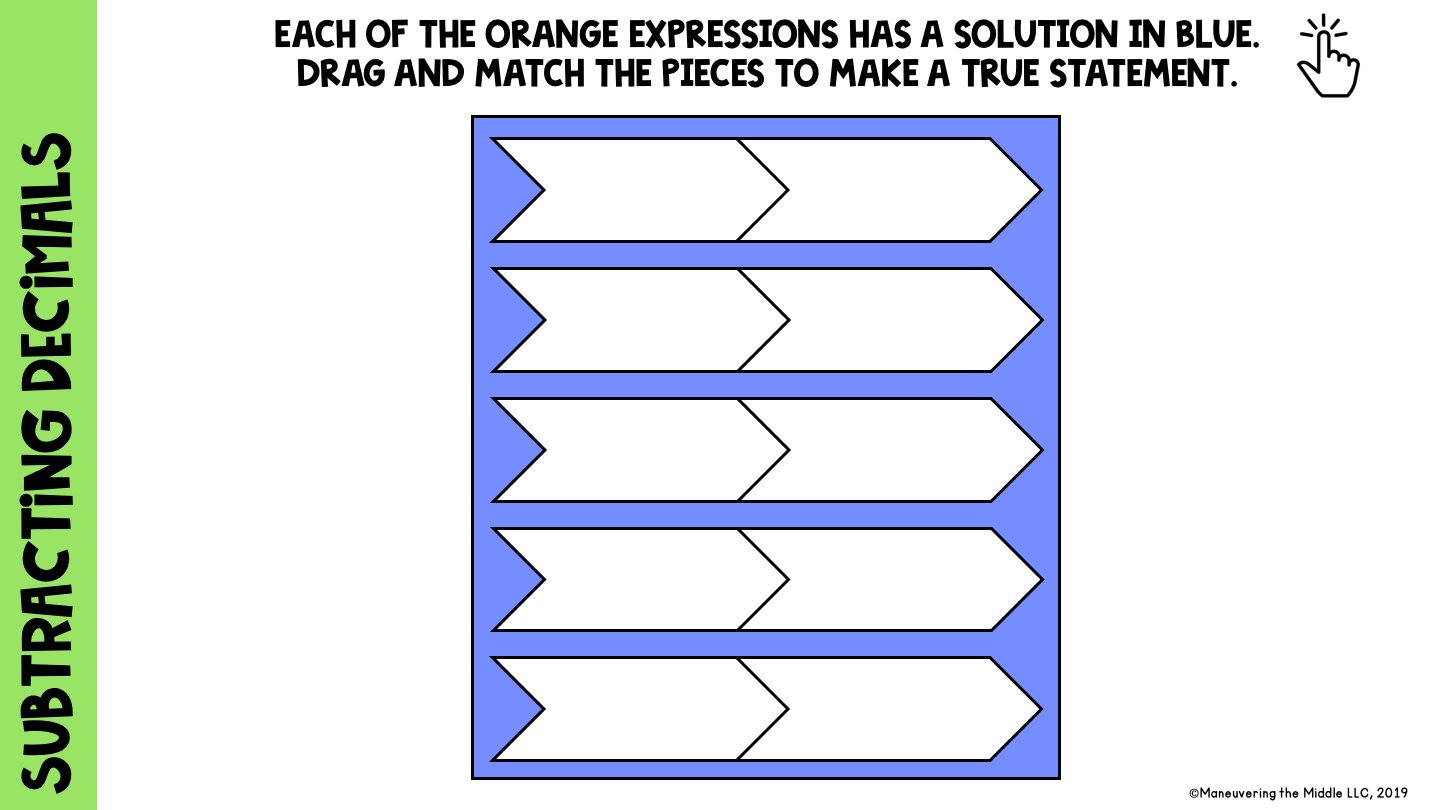 EACH OF THE ORANGE EXPRESSIONS HAS A SOLUTION IN BLUE.
DRAG AND MATCH THE PIECES TO MAKE A TRUE STATEMENT.
SUBTRACTING DECIMALS
©Maneuvering the Middle LLC, 2019